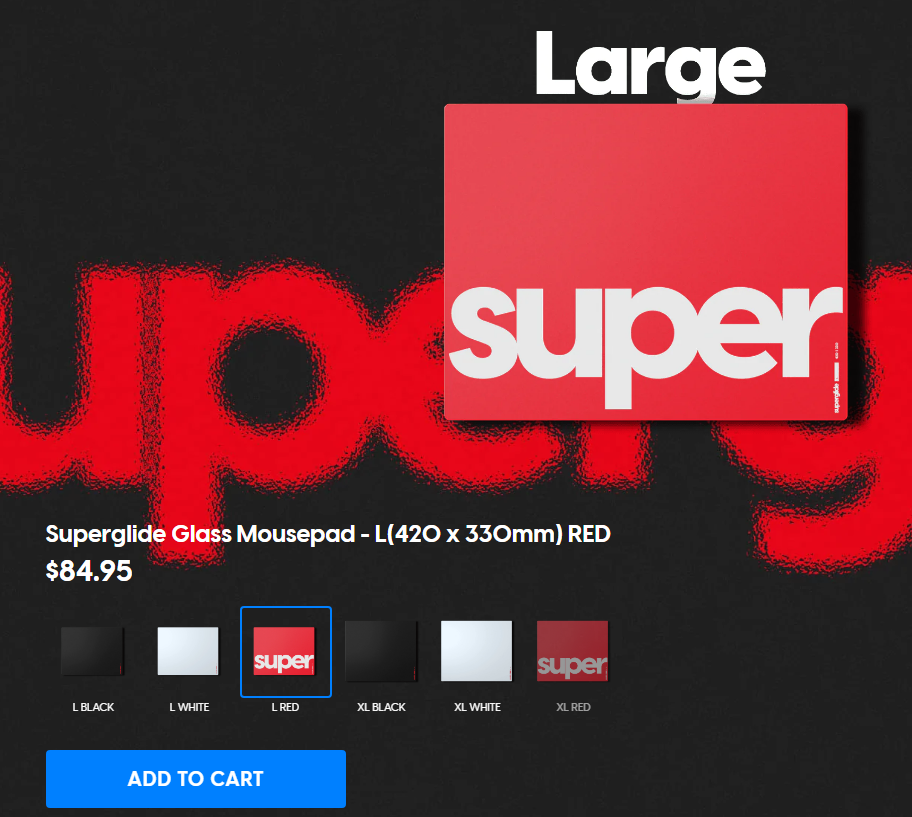 Large
super
superglide
uperg
Superglide Glass Mousepad - L(420 x 330mm) RED
$84.95
super
L BLACK
L WHITE
L RED
XL BLACK
XL WHITE
super
XL RED
ADD TO CART